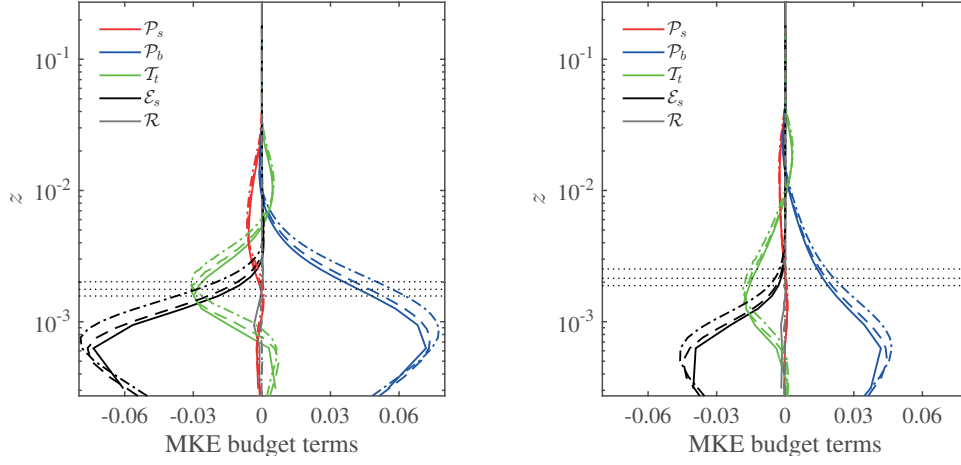 𝒫ₛ
𝒫_b
𝒯ₜ
ℰₛ
ℛ
z
10⁻¹
10⁻²
10⁻³
-0.06 -0.03 0 0.03 0.06
MKE budget terms
𝒫ₛ
𝒫_b
𝒯ₜ
ℰₛ
ℛ
z
10⁻¹
10⁻²
10⁻³
-0.06 -0.03 0 0.03 0.06
MKE budget terms